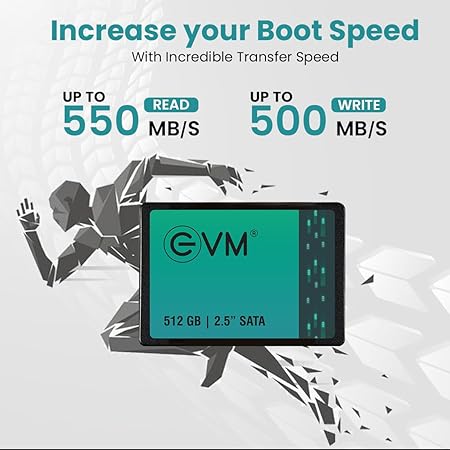 Increase your Boot Speed
With Incredible Transfer Speed
UP TO
550 READ
MB/S
UP TO
500 WRITE
MB/S
EVM®
512 GB | 2.5” SATA